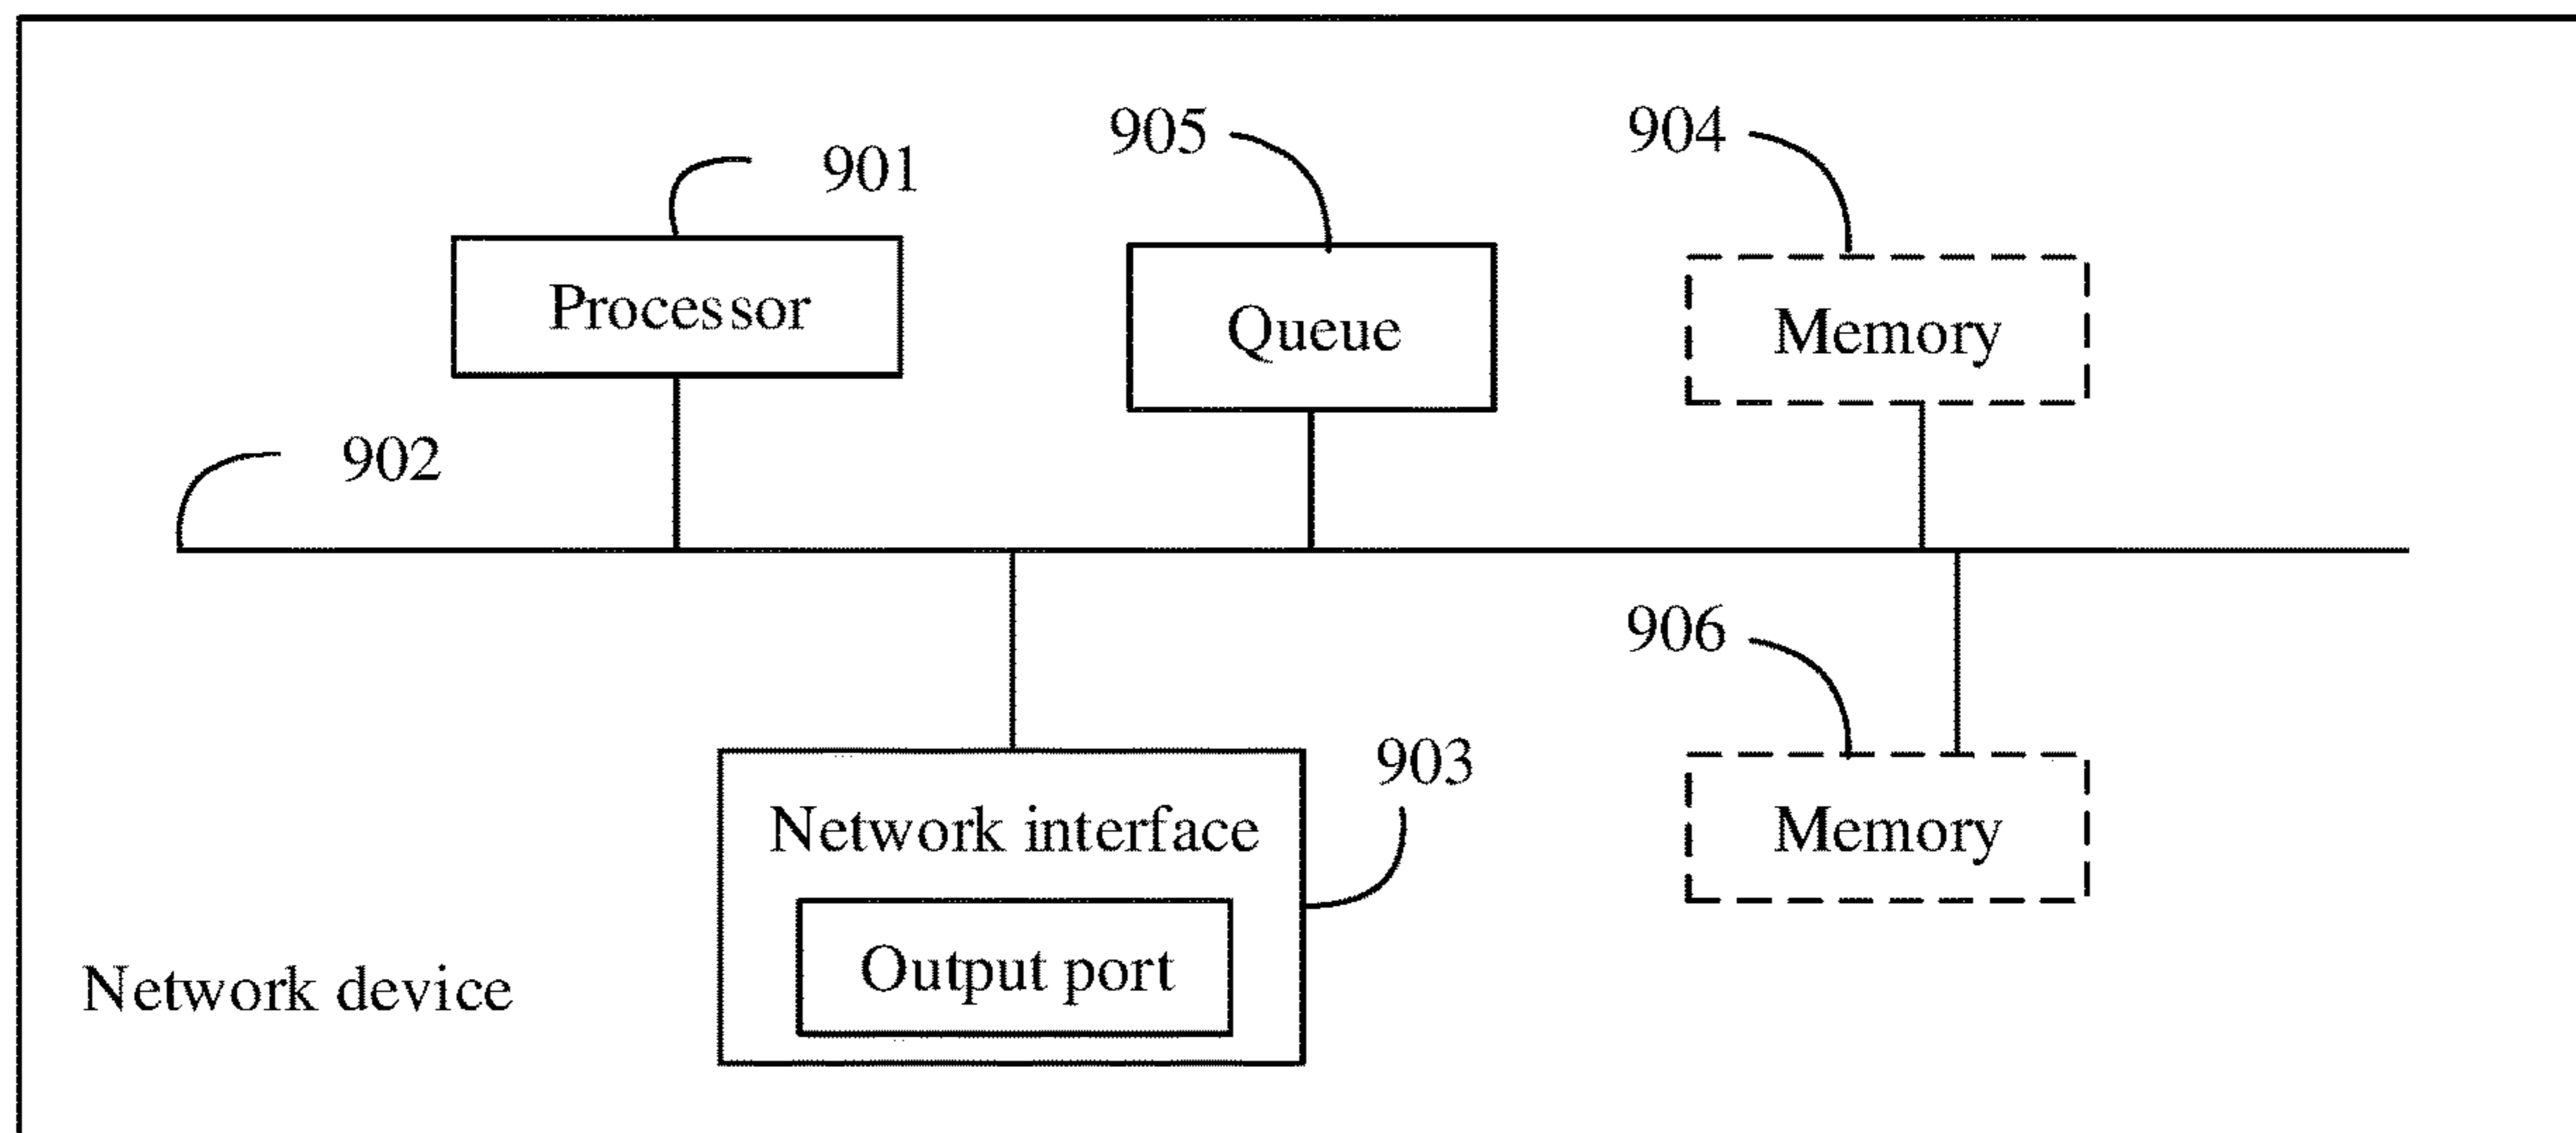 905
904
901
Processor
Queue
Memory
902
906
903
Network interface
Memory
Output port
Network device